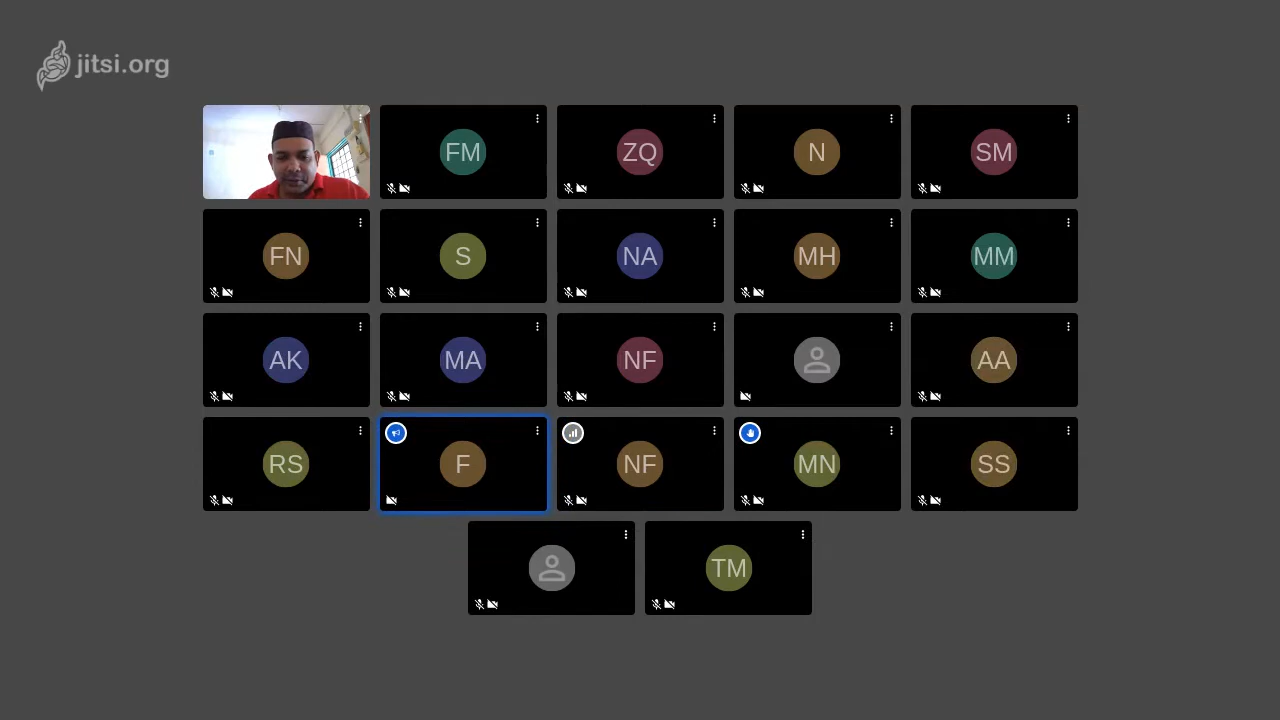 jitsi.org
FM ZQ N SM
FN S NA MH MM
AK MA NF AA
RS F NF MN SS
TM